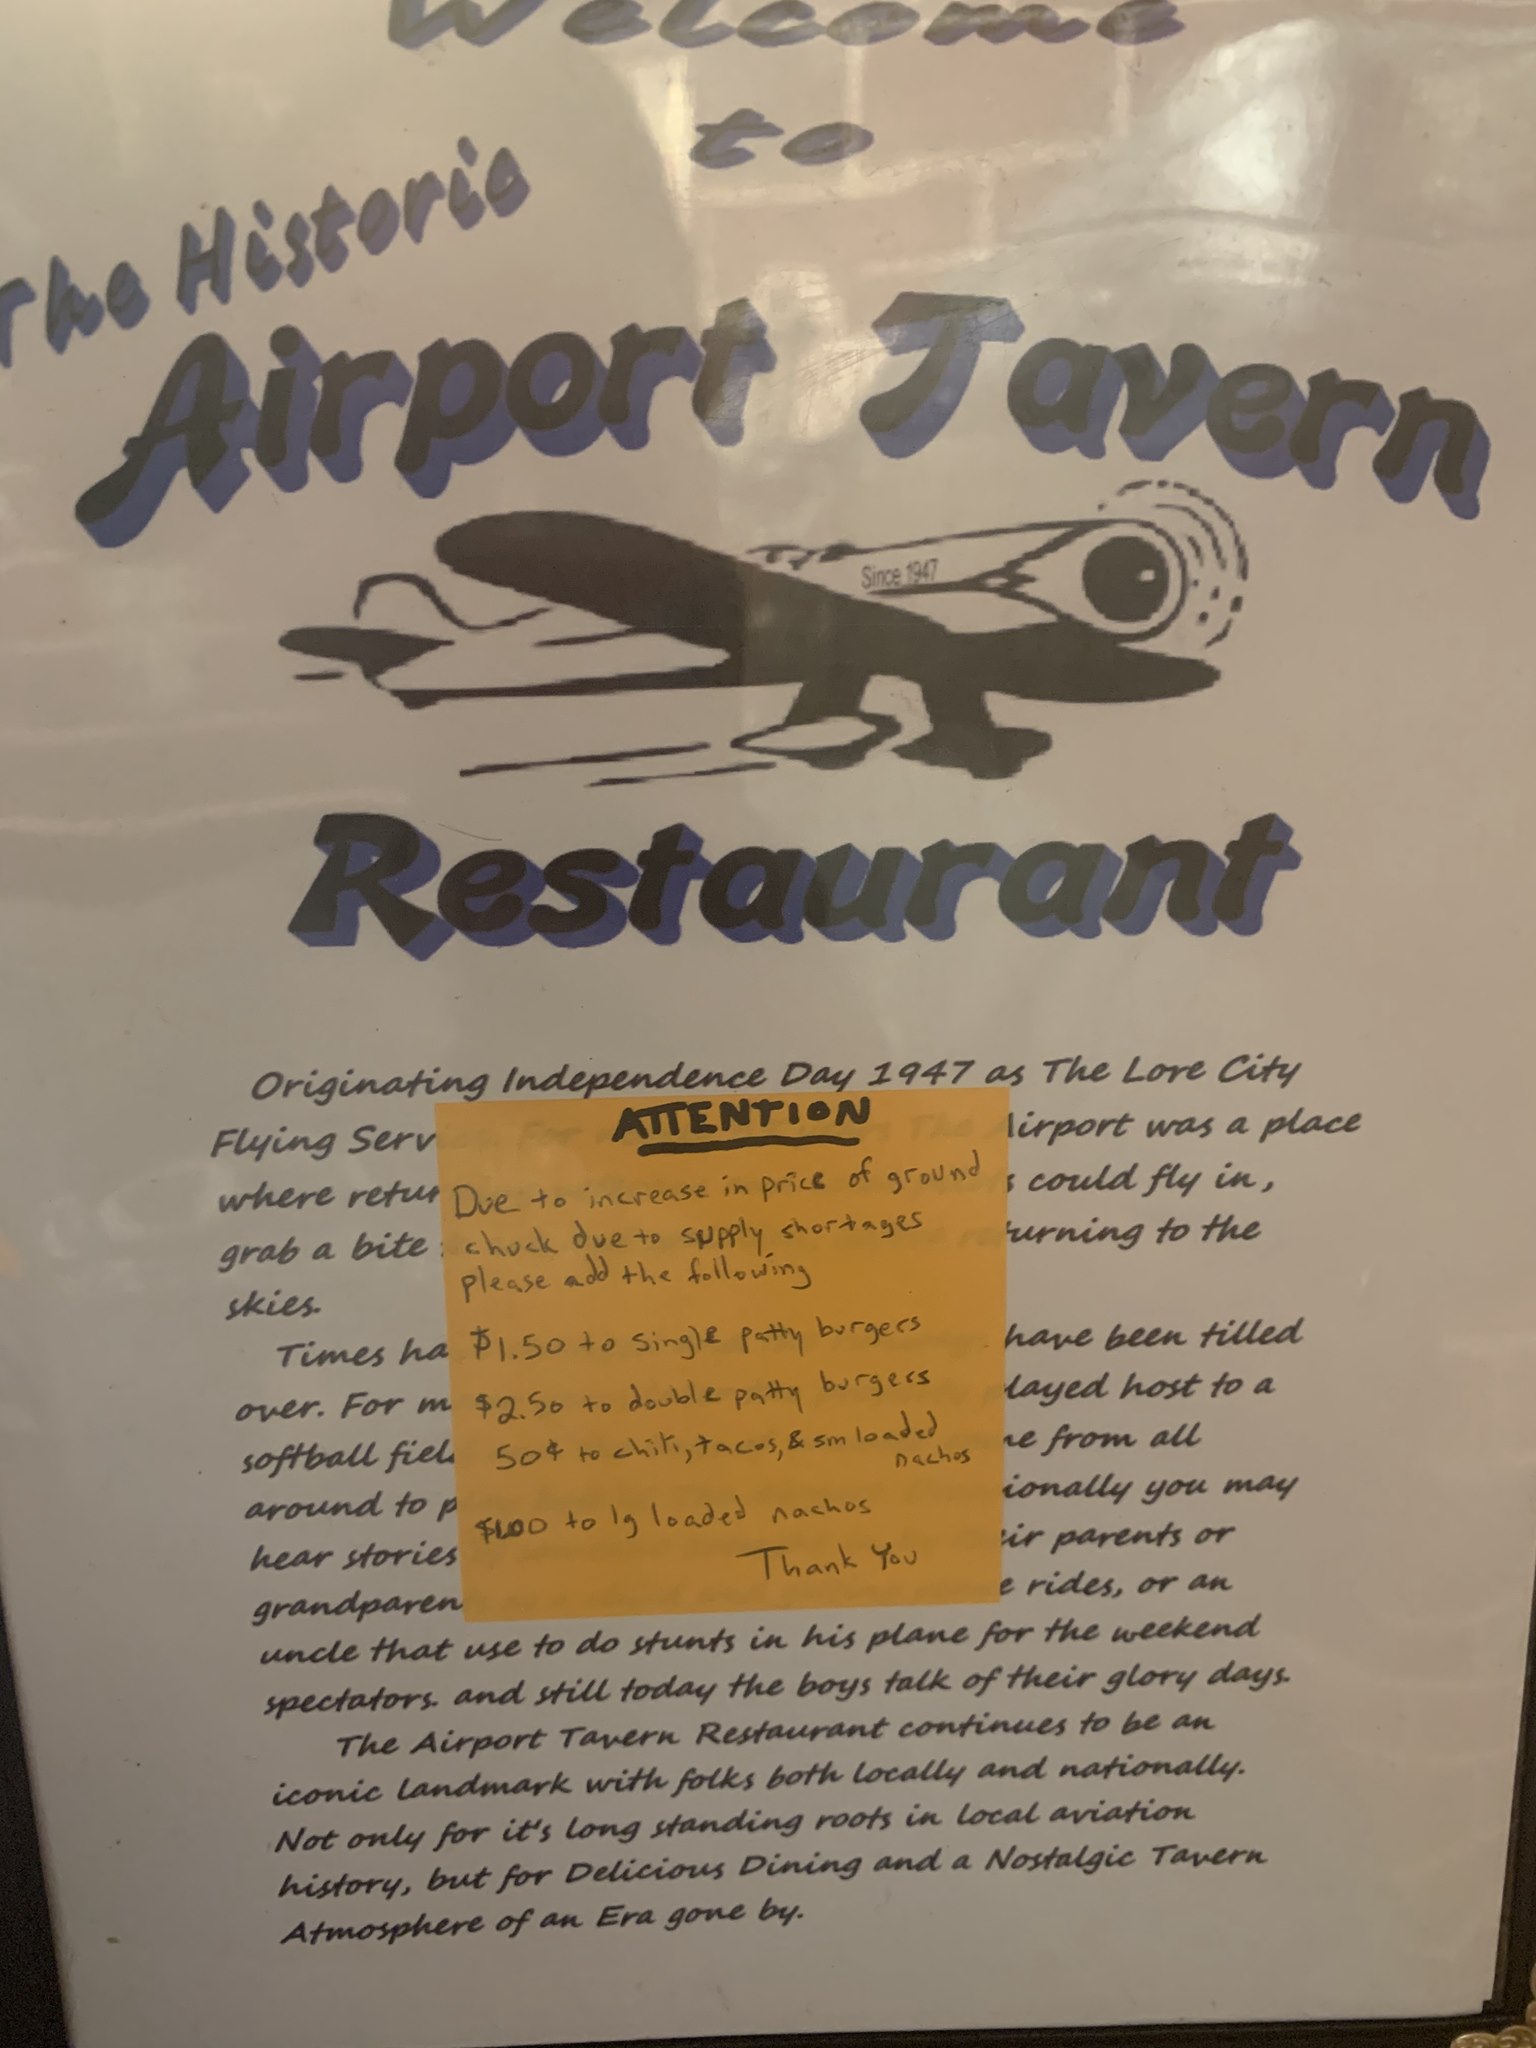 Welcome
to
The Historic
Airport Tavern
Since 1947
Restaurant
Originating Independence Day 1947 as The Lore City
Flying Serv Airport was a place
where retur s could fly in,
grab a bite turning to the
skies.
Times ha have been tilled
over. For m played host to a
softball fiel me from all
around to p ionally you may
hear stories eir parents or
grandparen e rides, or an
uncle that use to do stunts in his plane for the weekend
spectators. and still today the boys talk of their glory days.
The Airport Tavern Restaurant continues to be an
iconic landmark with folks both locally and nationally.
Not only for it's long standing roots in local aviation
history, but for Delicious Dining and a Nostalgic Tavern
Atmosphere of an Era gone by.
ATTENTION
Due to increase in price of ground
chuck due to supply shortages
please add the following
$1.50 to single patty burgers
$2.50 to double patty burgers
50¢ to chili, tacos, & sm loaded
nachos
$1.00 to lg loaded nachos
Thank You